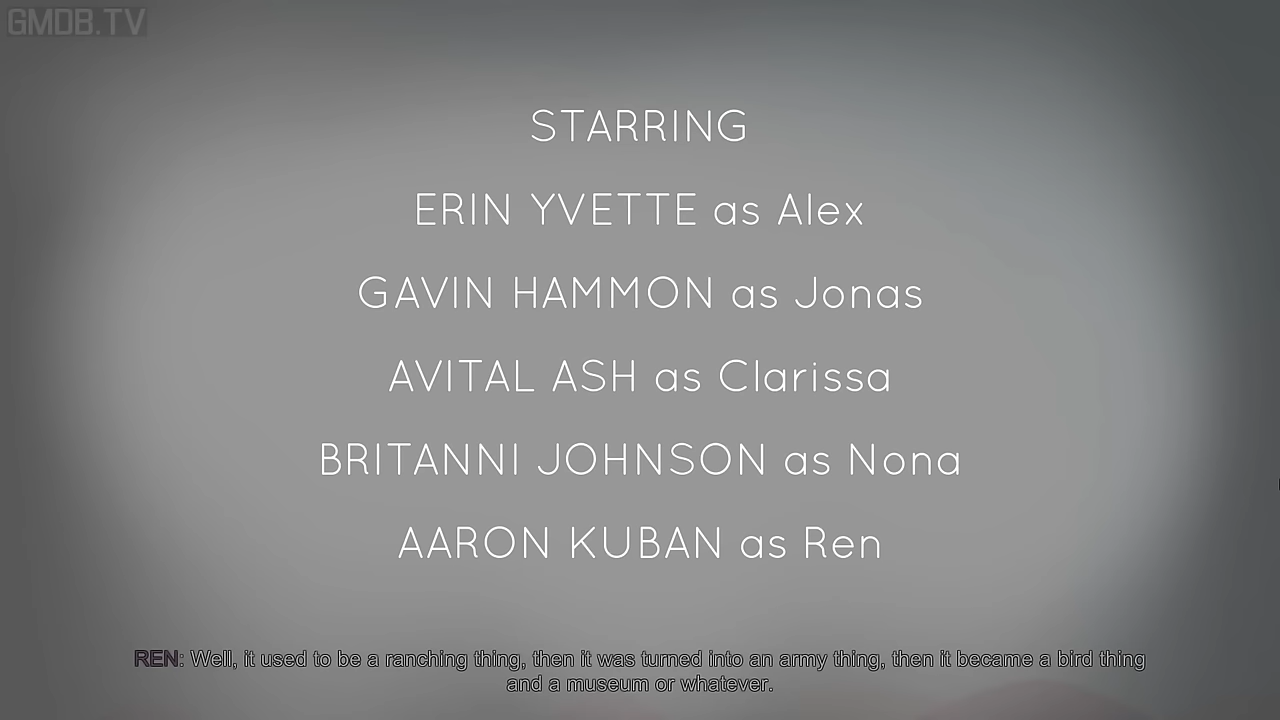 GMDB.TV
STARRING
ERIN YVETTE as Alex
GAVIN HAMMON as Jonas
AVITAL ASH as Clarissa
BRITANNI JOHNSON as Nona
AARON KUBAN as Ren
REN: Well, it used to be a ranching thing, then it was turned into an army thing, then it became a bird thing
and a museum or whatever.